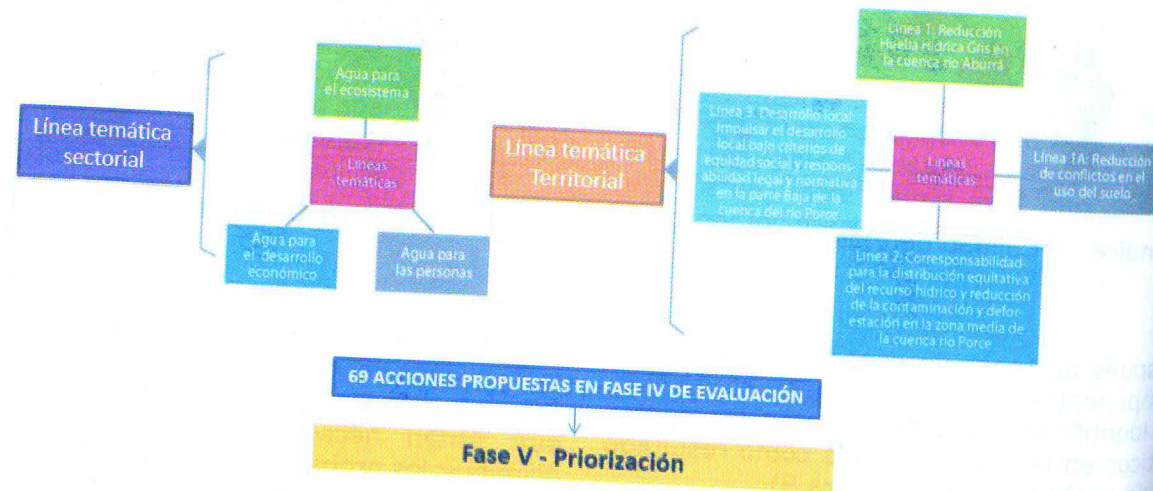 Línea temática
sectorial
Agua para
el ecosistema
Líneas
temáticas
Agua para
el desarrollo
económico
Agua para
las personas
Línea temática
Territorial
Línea 1: Reducción
Huella Hídrica Gris en
la cuenca río Aburrá
Línea 3. Desarrollo local:
Impulsar el desarrollo
local bajo criterios de
equidad social y respons-
abilidad legal y normativa
en la parte Baja de la
cuenca del río Porce
Líneas
temáticas
Línea 1A: Reducción
de conflictos en el
uso del suelo
Línea 2: Corresponsabilidad
para la distribución equitativa
del recurso hídrico y reducción
de la contaminación y defor-
estación en la zona media de
la cuenca río Porce
69 ACCIONES PROPUESTAS EN FASE IV DE EVALUACIÓN
Fase V - Priorización